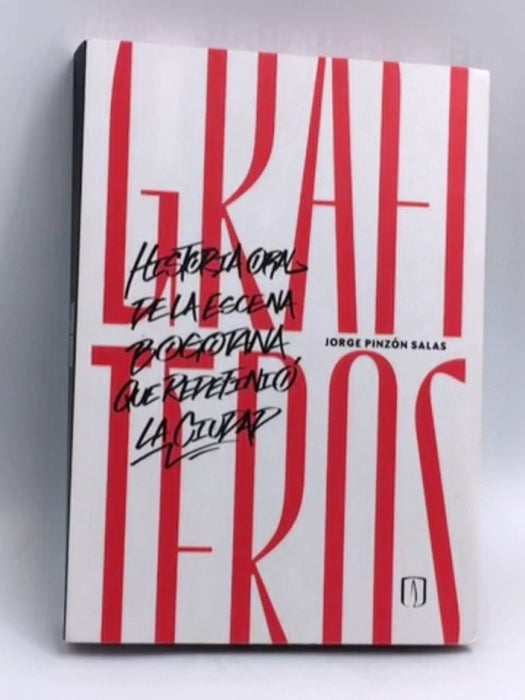 GRAFI
HISTORIA ORAL
DE LA ESCENA
BOGOTANA
QUE REDEFINIÓ
LA CIUDAD
JORGE PINZÓN SALAS
TEROS